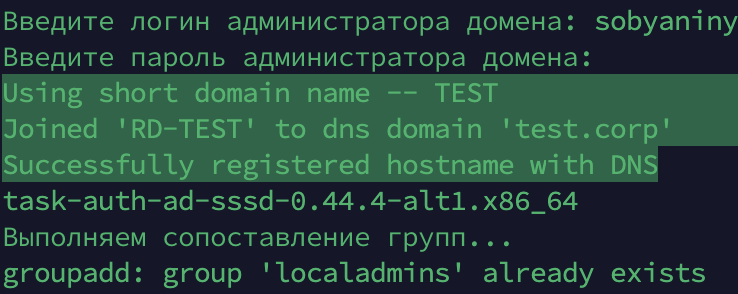 Введите логин администратора домена: sobyaniny
Введите пароль администратора домена:
Using short domain name -- TEST
Joined 'RD-TEST' to dns domain 'test.corp'
Successfully registered hostname with DNS
task-auth-ad-sssd-0.44.4-alt1.x86_64
Выполняем сопоставление групп...
groupadd: group 'localadmins' already exists